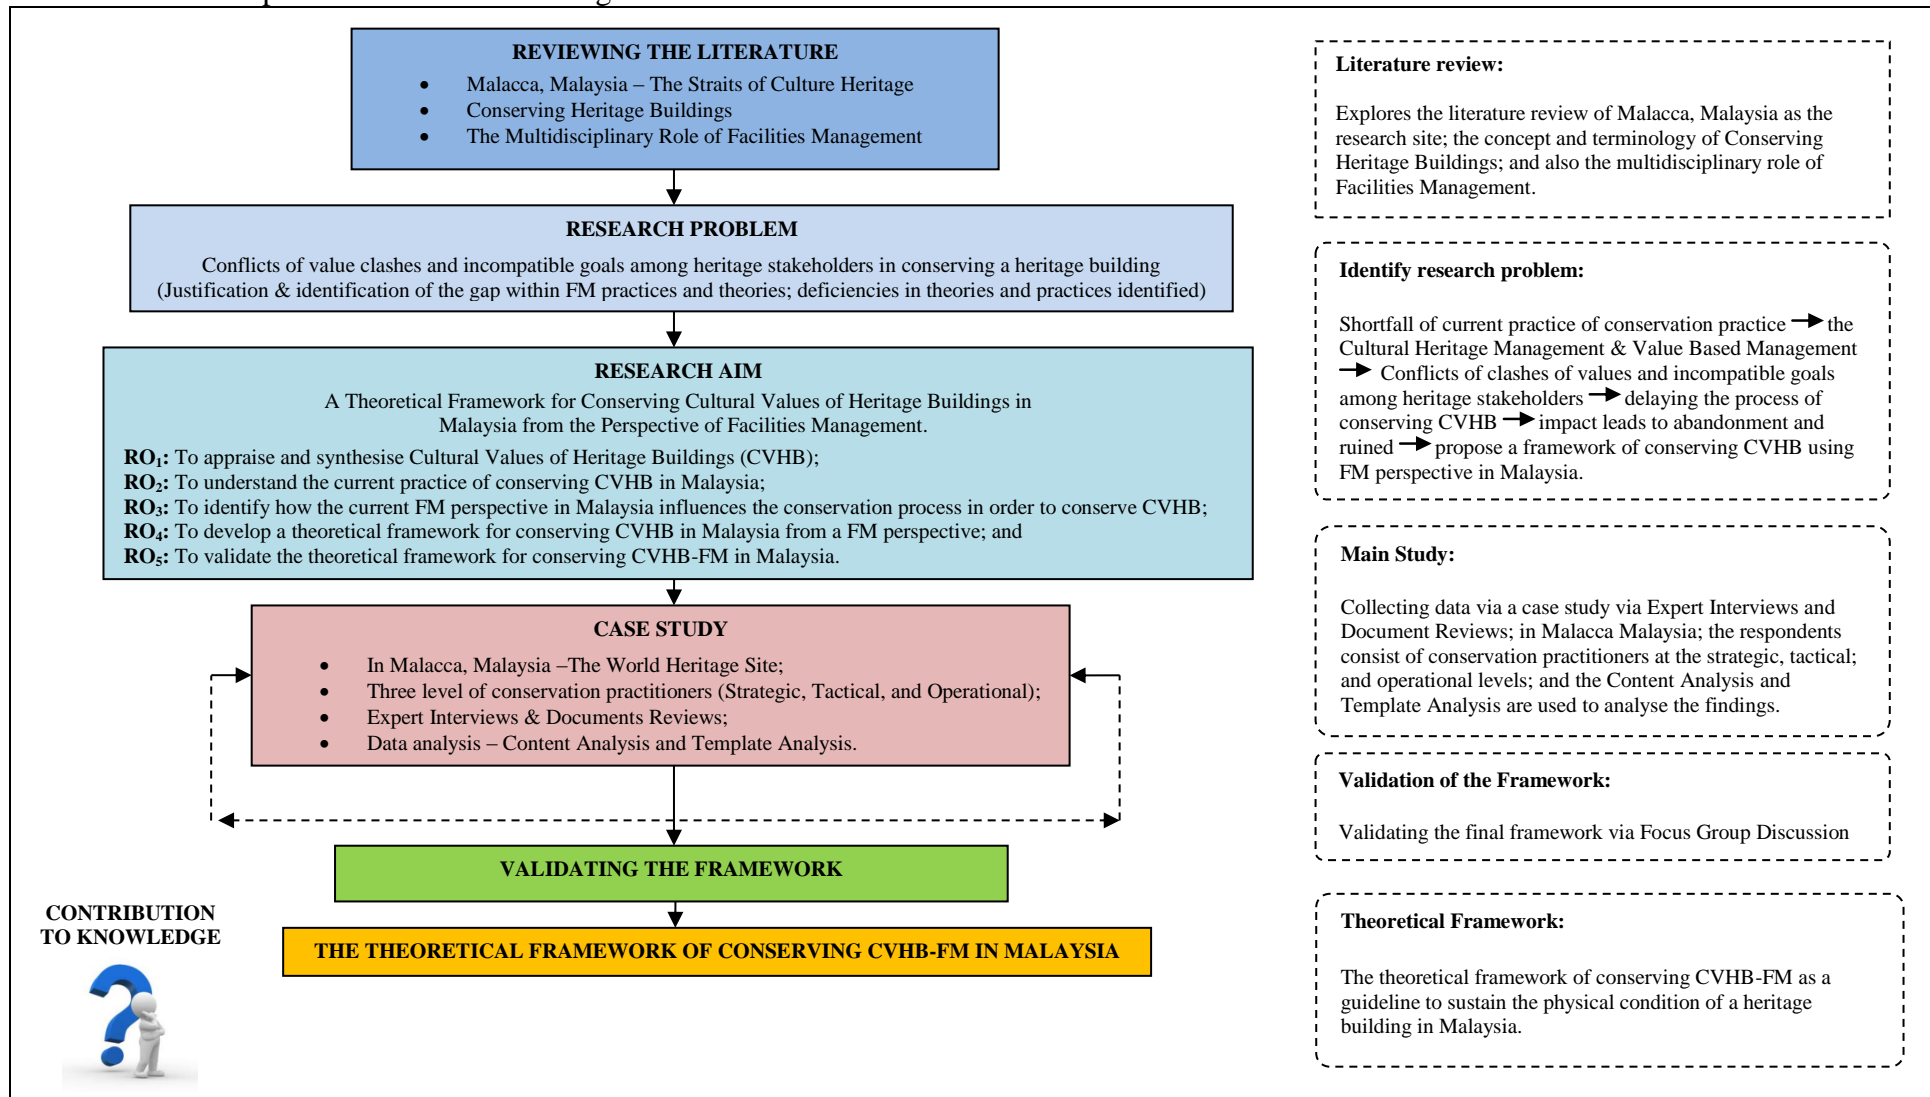 REVIEWING THE LITERATURE
• Malacca, Malaysia – The Straits of Culture Heritage
• Conserving Heritage Buildings
• The Multidisciplinary Role of Facilities Management
RESEARCH PROBLEM
Conflicts of value clashes and incompatible goals among heritage stakeholders in conserving a heritage building
(Justification & identification of the gap within FM practices and theories; deficiencies in theories and practices identified)
RESEARCH AIM
A Theoretical Framework for Conserving Cultural Values of Heritage Buildings in
Malaysia from the Perspective of Facilities Management.
RO1: To appraise and synthesise Cultural Values of Heritage Buildings (CVHB);
RO2: To understand the current practice of conserving CVHB in Malaysia;
RO3: To identify how the current FM perspective in Malaysia influences the conservation process in order to conserve CVHB;
RO4: To develop a theoretical framework for conserving CVHB in Malaysia from a FM perspective; and
RO5: To validate the theoretical framework for conserving CVHB-FM in Malaysia.
CASE STUDY
• In Malacca, Malaysia –The World Heritage Site;
• Three level of conservation practitioners (Strategic, Tactical, and Operational);
• Expert Interviews & Documents Reviews;
• Data analysis – Content Analysis and Template Analysis.
VALIDATING THE FRAMEWORK
THE THEORETICAL FRAMEWORK OF CONSERVING CVHB-FM IN MALAYSIA
CONTRIBUTION
TO KNOWLEDGE
Literature review:
Explores the literature review of Malacca, Malaysia as the
research site; the concept and terminology of Conserving
Heritage Buildings; and also the multidisciplinary role of
Facilities Management.
Identify research problem:
Shortfall of current practice of conservation practice → the
Cultural Heritage Management & Value Based Management
→ Conflicts of clashes of values and incompatible goals
among heritage stakeholders → delaying the process of
conserving CVHB → impact leads to abandonment and
ruined → propose a framework of conserving CVHB using
FM perspective in Malaysia.
Main Study:
Collecting data via a case study via Expert Interviews and
Document Reviews; in Malacca Malaysia; the respondents
consist of conservation practitioners at the strategic, tactical;
and operational levels; and the Content Analysis and
Template Analysis are used to analyse the findings.
Validation of the Framework:
Validating the final framework via Focus Group Discussion
Theoretical Framework:
The theoretical framework of conserving CVHB-FM as a
guideline to sustain the physical condition of a heritage
building in Malaysia.